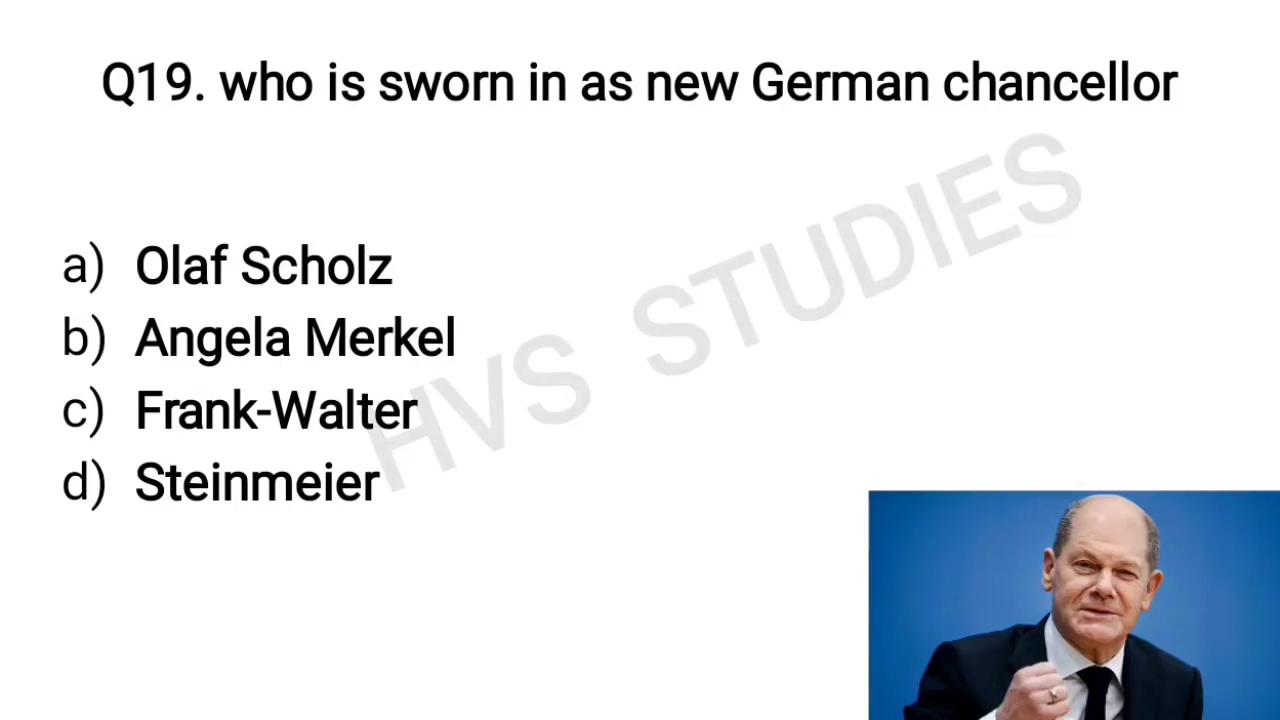 Q19. who is sworn in as new German chancellor
a) Olaf Scholz
b) Angela Merkel
c) Frank-Walter
d) Steinmeier
HVS STUDIES